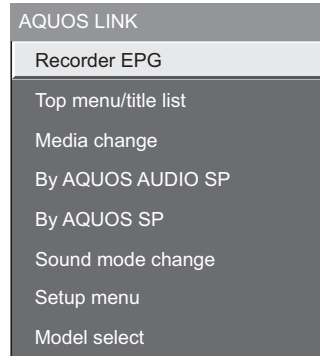 AQUOS LINK
Recorder EPG
Top menu/title list
Media change
By AQUOS AUDIO SP
By AQUOS SP
Sound mode change
Setup menu
Model select